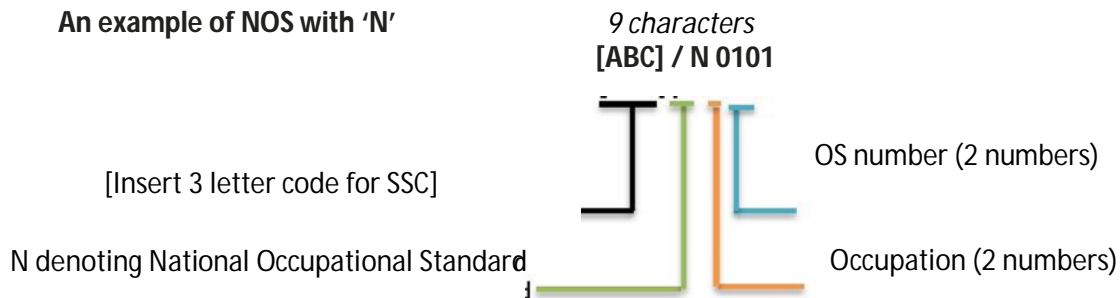 An example of NOS with ‘N’
9 characters
[ABC] / N 0101
OS number (2 numbers)
[Insert 3 letter code for SSC]
N denoting National Occupational Standard
Occupation (2 numbers)